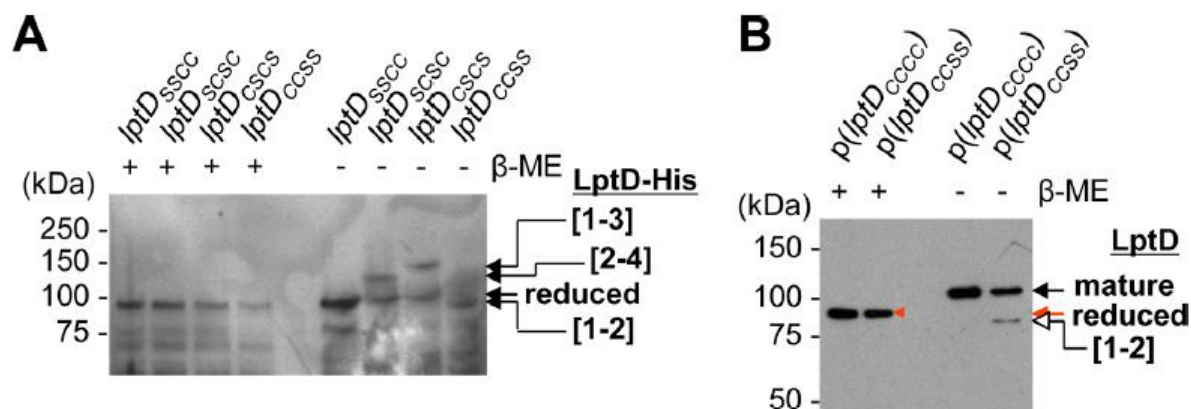 A
lptDSSCC
lptDSCSC
lptDCSCS
lptDCCSS
lptDSSCC
lptDSCSC
lptDCSCS
lptDCCSS
+ + + + - - - - β-ME
(kDa)
LptD-His
250 -
150 -
100 -
75 -
[1-3]
[2-4]
reduced
[1-2]
B
p(lptDCCCC)
p(lptDCCSS)
p(lptDCCCC)
p(lptDCCSS)
+ + - - β-ME
(kDa)
LptD
150 -
100 -
75 -
50 -
mature
reduced
[1-2]